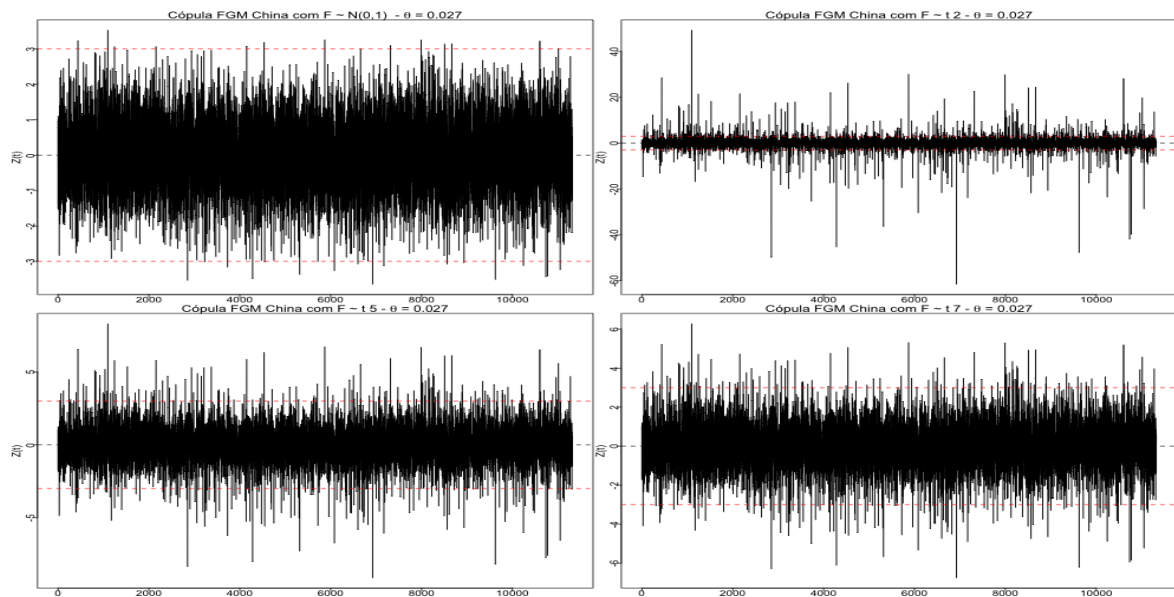 Cópula FGM China com F ~ N(0,1) - θ = 0.027
Z(t)
3
2
1
0
-1
-2
-3
0 2000 4000 6000 8000 10000
Cópula FGM China com F ~ t 2 - θ = 0.027
Z(t)
40
20
0
-20
-40
-60
0 2000 4000 6000 8000 10000
Cópula FGM China com F ~ t 5 - θ = 0.027
Z(t)
5
0
-5
0 2000 4000 6000 8000 10000
Cópula FGM China com F ~ t 7 - θ = 0.027
Z(t)
6
4
2
0
-2
-4
-6
0 2000 4000 6000 8000 10000